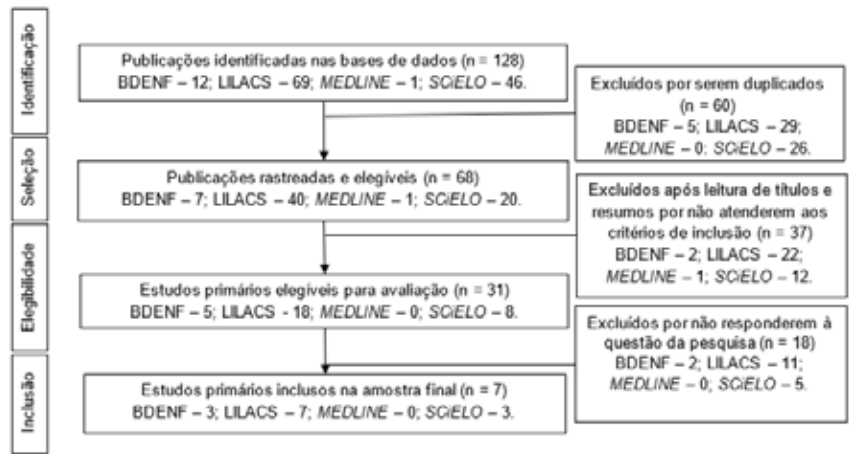 Identificação
Publicações identificadas nas bases de dados (n = 128)
BDENF – 12; LILACS – 69; MEDLINE – 1; SCiELO – 46.
Excluídos por serem duplicados
(n = 60)
BDENF – 5; LILACS – 29;
MEDLINE – 0: SCiELO – 26.
Seleção
Publicações rastreadas e elegíveis (n = 68)
BDENF – 7; LILACS – 40; MEDLINE – 1; SCiELO – 20.
Excluídos após leitura de títulos e
resumos por não atenderem aos
critérios de inclusão (n = 37)
BDENF – 2; LILACS – 22;
MEDLINE – 1; SCiELO – 12.
Elegibilidade
Estudos primários elegíveis para avaliação (n = 31)
BDENF – 5; LILACS - 18; MEDLINE – 0; SCiELO – 8.
Excluídos por não responderem à
questão da pesquisa (n = 18)
BDENF – 2; LILACS – 11;
MEDLINE – 0; SCiELO – 5.
Inclusão
Estudos primários inclusos na amostra final (n = 7)
BDENF – 3; LILACS – 7; MEDLINE – 0; SCiELO – 3.